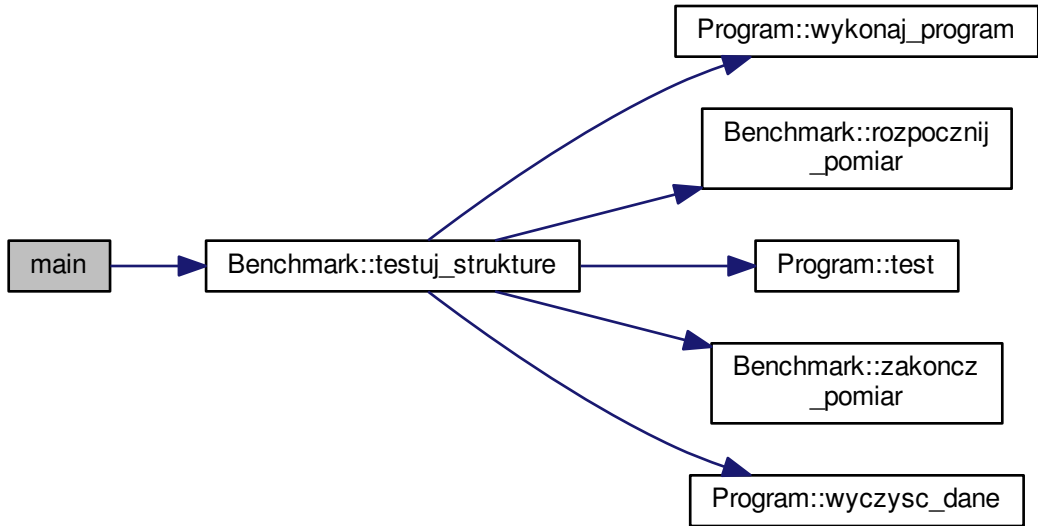 main
Benchmark::testuj_strukture
Program::wykonaj_program
Benchmark::rozpocznij
_pomiar
Program::test
Benchmark::zakoncz
_pomiar
Program::wyczysc_dane